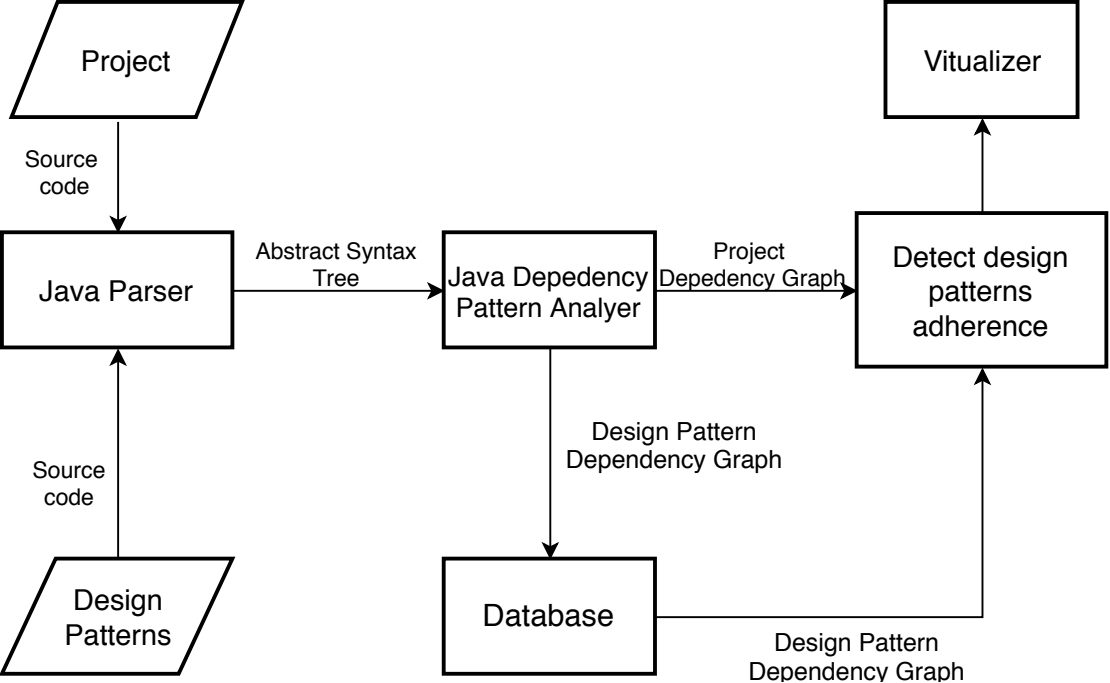 Project
Vitualizer
Source
code
Abstract Syntax
Tree
Project
Depedency Graph
Java Parser
Java Depedency
Pattern Analyer
Detect design
patterns
adherence
Design Pattern
Dependency Graph
Source
code
Design
Patterns
Database
Design Pattern
Dependency Graph